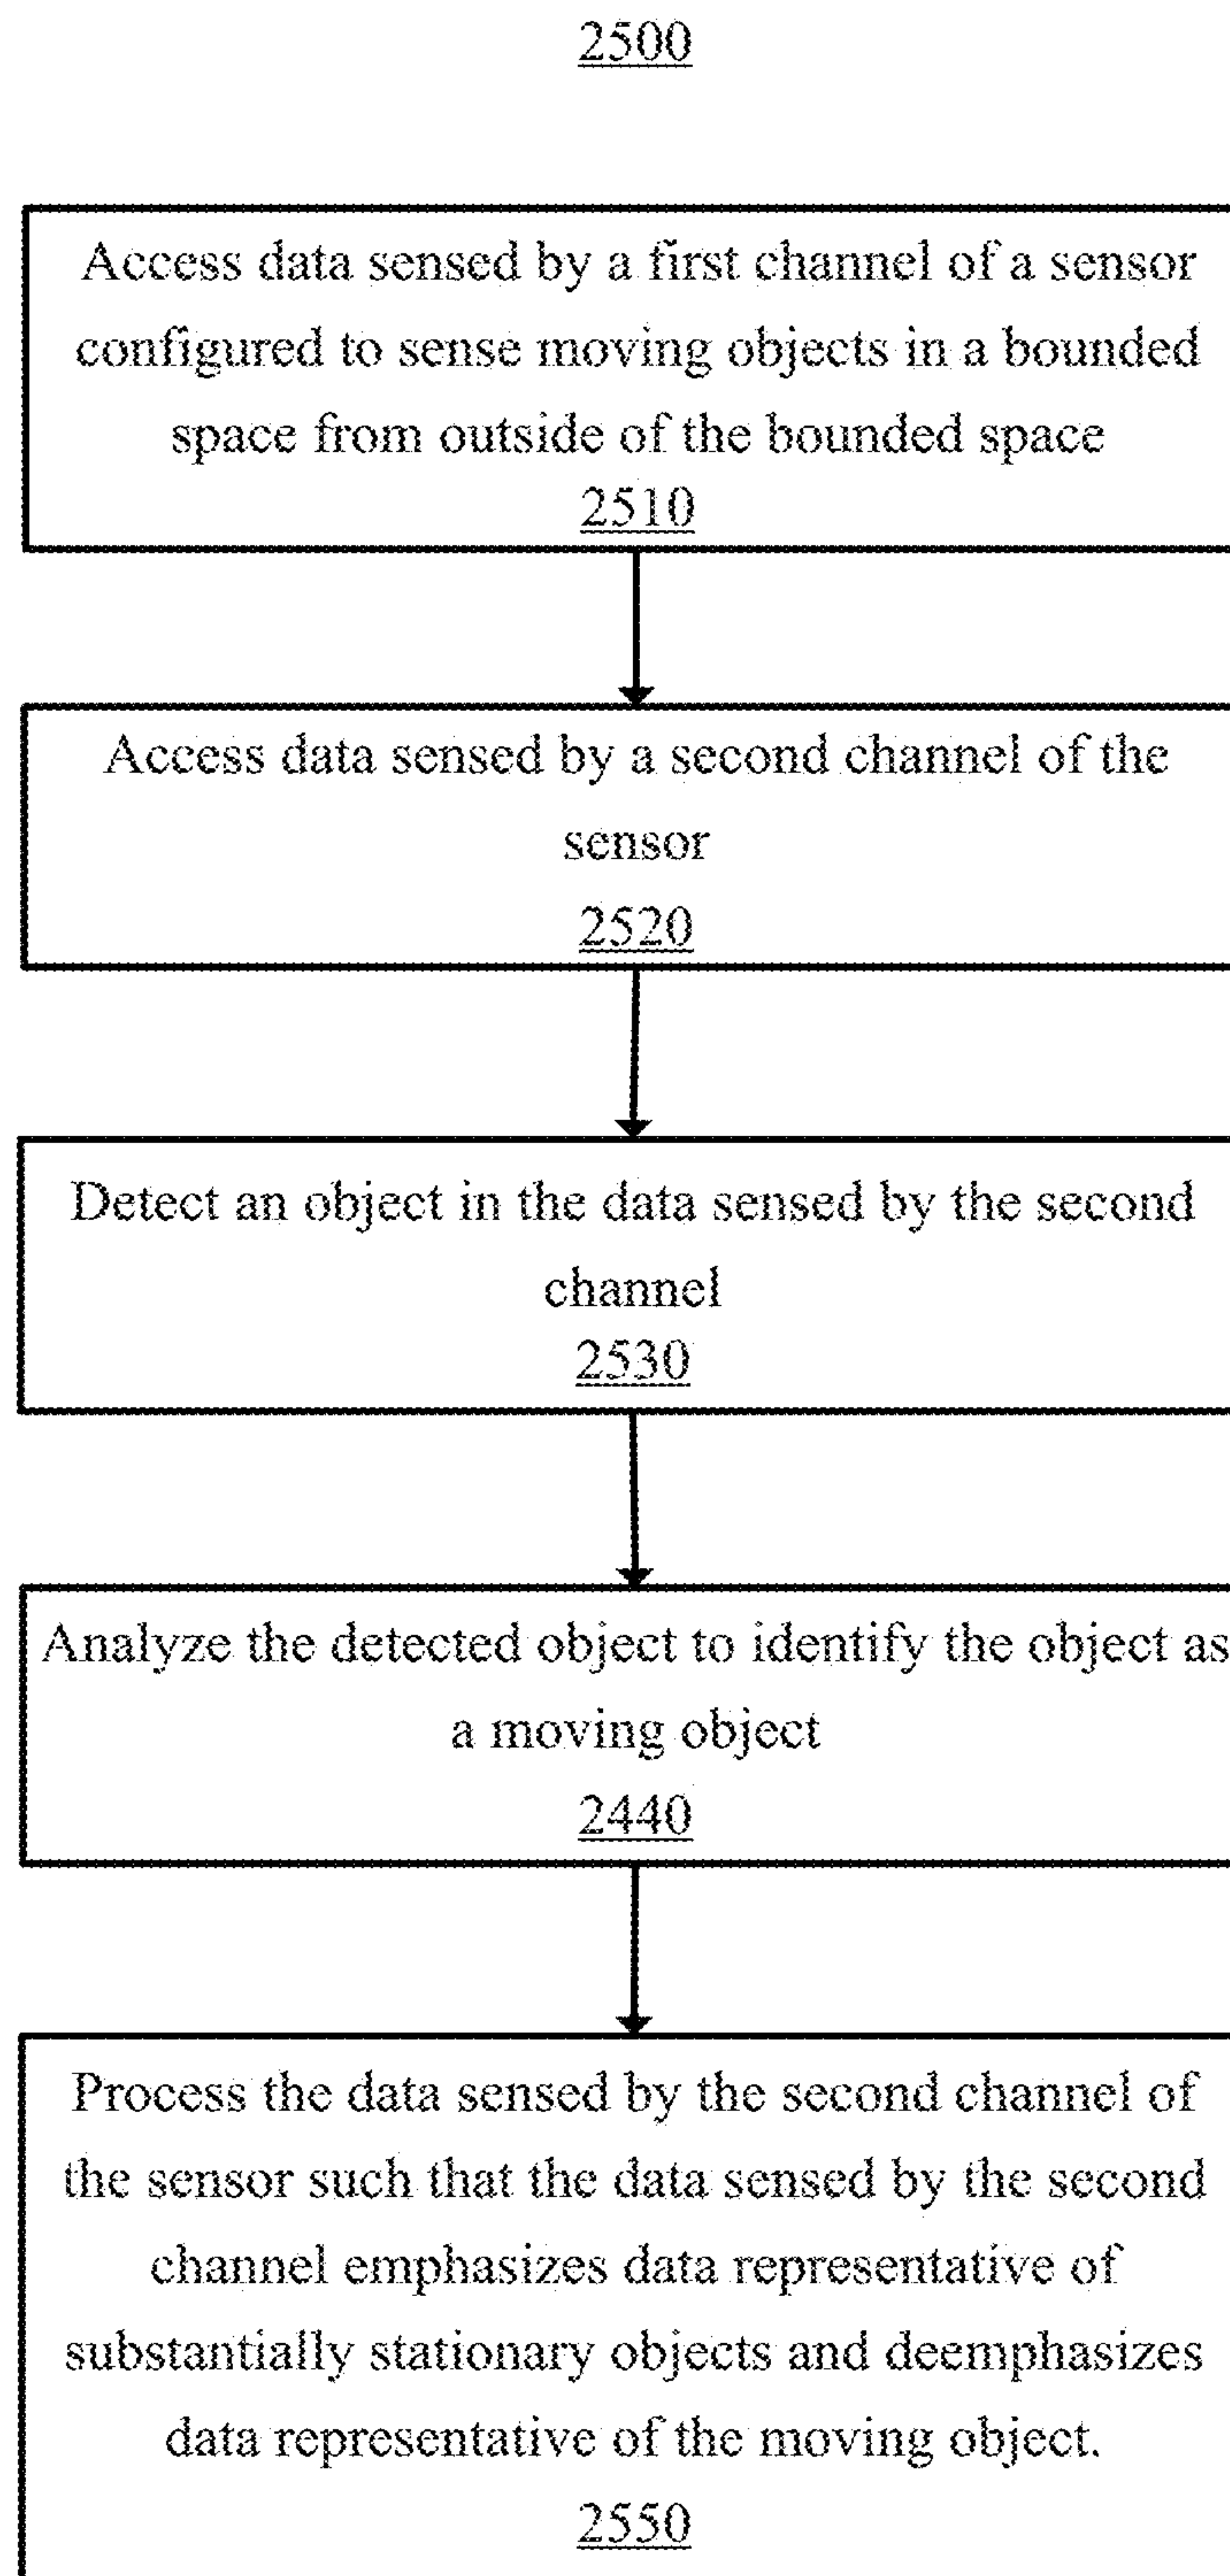 2500
Access data sensed by a first channel of a sensor
configured to sense moving objects in a bounded
space from outside of the bounded space
2510
Access data sensed by a second channel of the
sensor
2520
Detect an object in the data sensed by the second
channel
2530
Analyze the detected object to identify the object as
a moving object
2440
Process the data sensed by the second channel of
the sensor such that the data sensed by the second
channel emphasizes data representative of
substantially stationary objects and deemphasizes
data representative of the moving object.
2550